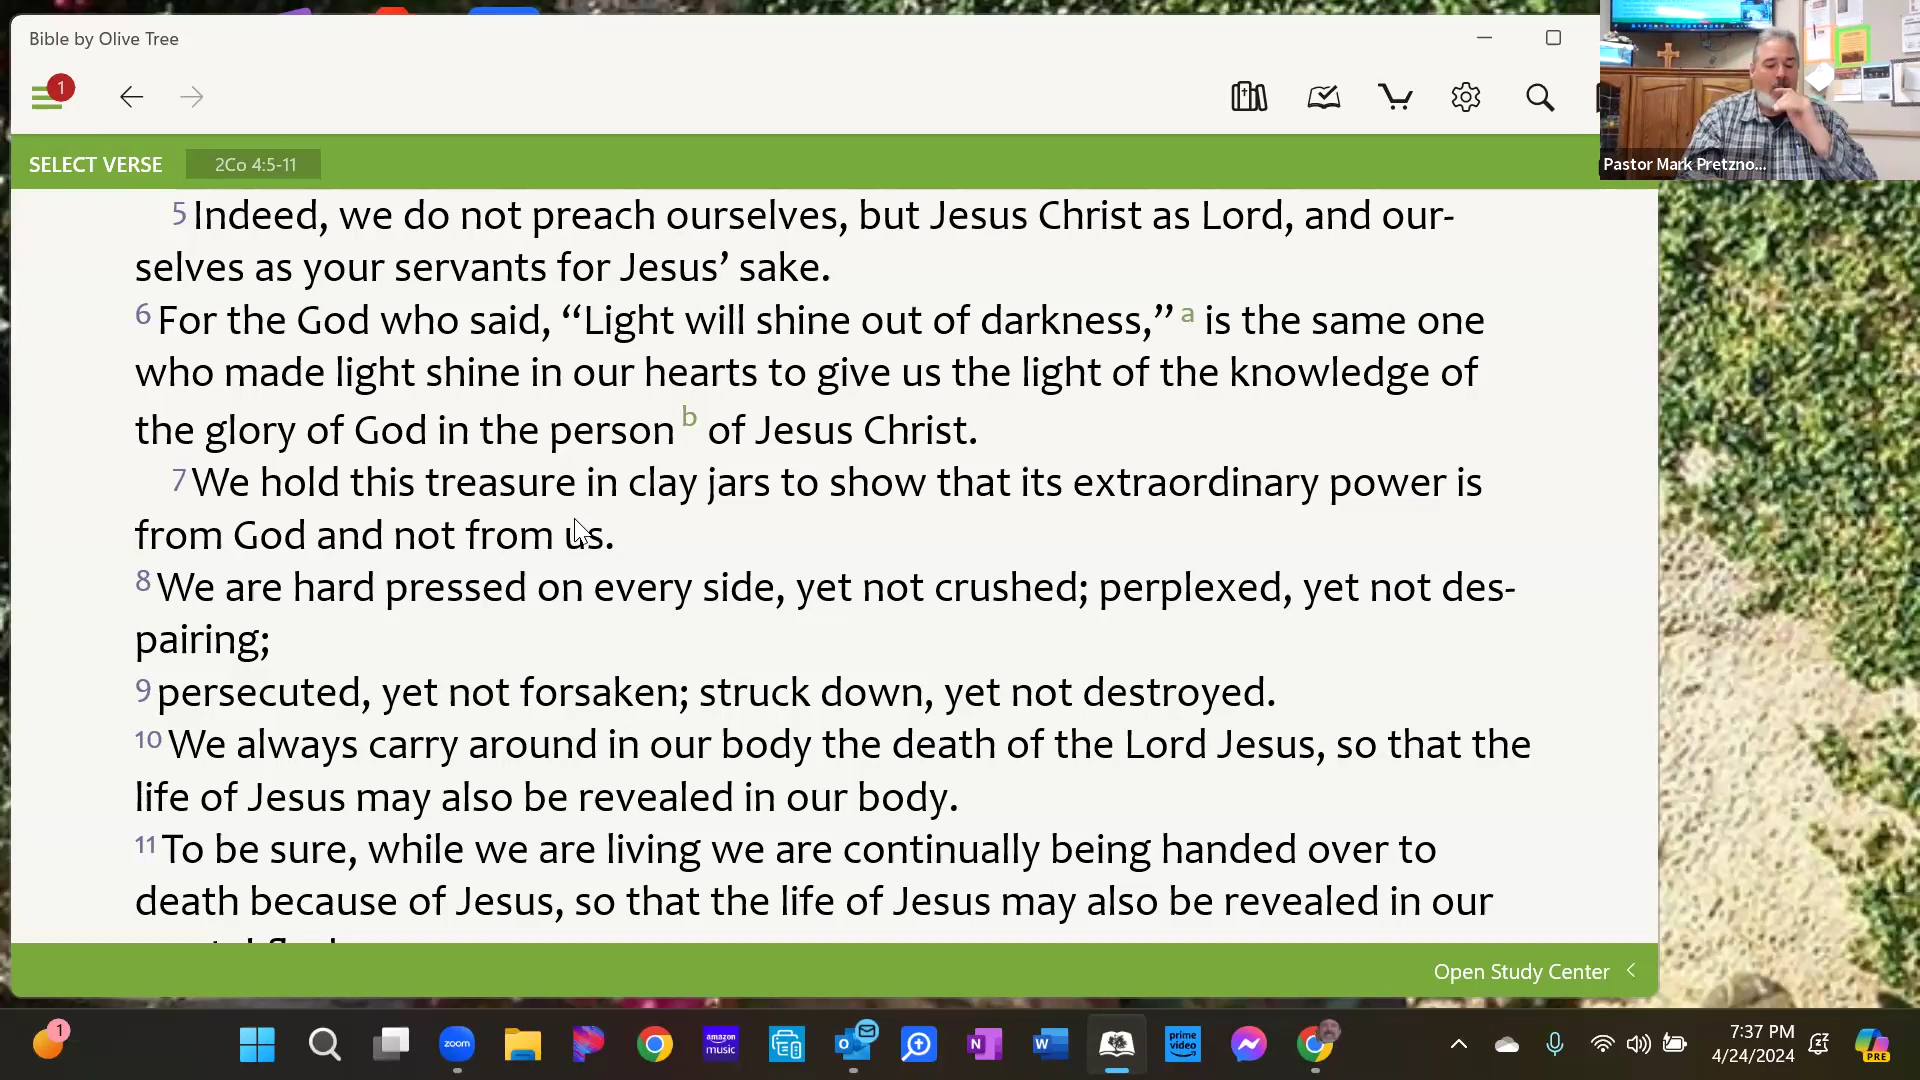 Bible by Olive Tree
1
SELECT VERSE
2Co 4:5-11
Pastor Mark Pretzno...
5 Indeed, we do not preach ourselves, but Jesus Christ as Lord, and our-
selves as your servants for Jesus’ sake.
6 For the God who said, “Light will shine out of darkness,” a is the same one
who made light shine in our hearts to give us the light of the knowledge of
the glory of God in the person b of Jesus Christ.
7 We hold this treasure in clay jars to show that its extraordinary power is
from God and not from us.
8 We are hard pressed on every side, yet not crushed; perplexed, yet not des-
pairing;
9 persecuted, yet not forsaken; struck down, yet not destroyed.
10 We always carry around in our body the death of the Lord Jesus, so that the
life of Jesus may also be revealed in our body.
11 To be sure, while we are living we are continually being handed over to
death because of Jesus, so that the life of Jesus may also be revealed in our
Open Study Center
1
zoom
amazon
music
N
W
prime
video
7:37 PM
4/24/2024
PRE